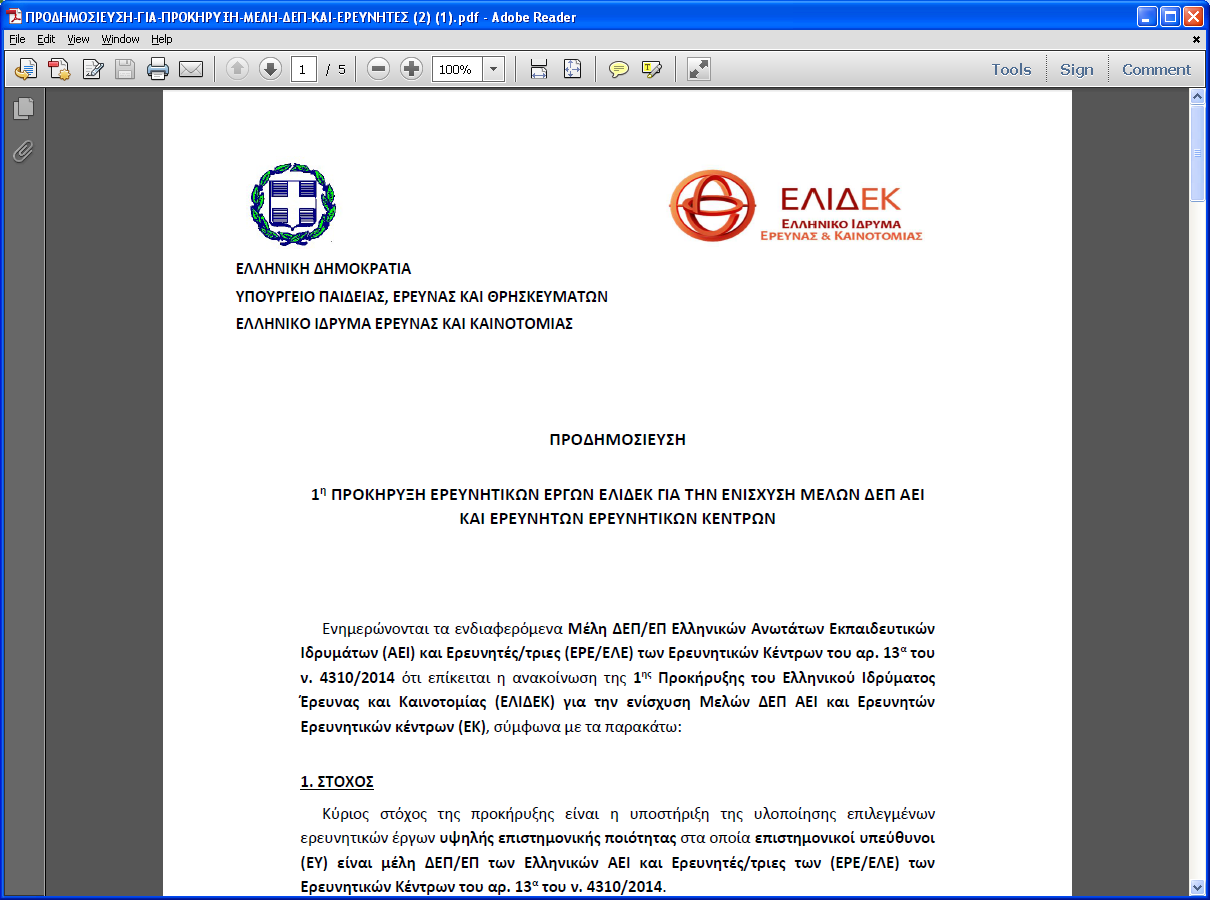 ΠΡΟΔΗΜΟΣΙΕΥΣΗ-ΓΙΑ-ΠΡΟΚΗΡΥΞΗ-ΜΕΛΗ-ΔΕΠ-ΚΑΙ-ΕΡΕΥΝΗΤΕΣ (2) (1).pdf - Adobe Reader
File Edit View Window Help
1 / 5 100% Tools Sign Comment
ΕΛΙΔΕΚ
ΕΛΛΗΝΙΚΟ ΙΔΡΥΜΑ
ΕΡΕΥΝΑΣ & ΚΑΙΝΟΤΟΜΙΑΣ
ΕΛΛΗΝΙΚΗ ΔΗΜΟΚΡΑΤΙΑ
ΥΠΟΥΡΓΕΙΟ ΠΑΙΔΕΙΑΣ, ΕΡΕΥΝΑΣ ΚΑΙ ΘΡΗΣΚΕΥΜΑΤΩΝ
ΕΛΛΗΝΙΚΟ ΙΔΡΥΜΑ ΕΡΕΥΝΑΣ ΚΑΙ ΚΑΙΝΟΤΟΜΙΑΣ
ΠΡΟΔΗΜΟΣΙΕΥΣΗ
1η ΠΡΟΚΗΡΥΞΗ ΕΡΕΥΝΗΤΙΚΩΝ ΕΡΓΩΝ ΕΛΙΔΕΚ ΓΙΑ ΤΗΝ ΕΝΙΣΧΥΣΗ ΜΕΛΩΝ ΔΕΠ ΑΕΙ
ΚΑΙ ΕΡΕΥΝΗΤΩΝ ΕΡΕΥΝΗΤΙΚΩΝ ΚΕΝΤΡΩΝ
Ενημερώνονται τα ενδιαφερόμενα Μέλη ΔΕΠ/ΕΠ Ελληνικών Ανωτάτων Εκπαιδευτικών
Ιδρυμάτων (ΑΕΙ) και Ερευνητές/τριες (ΕΡΕ/ΕΛΕ) των Ερευνητικών Κέντρων του αρ. 13α του
ν. 4310/2014 ότι επίκειται η ανακοίνωση της 1ης Προκήρυξης του Ελληνικού Ιδρύματος
Έρευνας και Καινοτομίας (ΕΛΙΔΕΚ) για την ενίσχυση Μελών ΔΕΠ ΑΕΙ και Ερευνητών
Ερευνητικών κέντρων (ΕΚ), σύμφωνα με τα παρακάτω:
1. ΣΤΟΧΟΣ
Κύριος στόχος της προκήρυξης είναι η υποστήριξη της υλοποίησης επιλεγμένων
ερευνητικών έργων υψηλής επιστημονικής ποιότητας στα οποία επιστημονικοί υπεύθυνοι
(ΕΥ) είναι μέλη ΔΕΠ/ΕΠ των Ελληνικών ΑΕΙ και Ερευνητές/τριες των (ΕΡΕ/ΕΛΕ) των
Ερευνητικών Κέντρων του αρ. 13α του ν. 4310/2014.